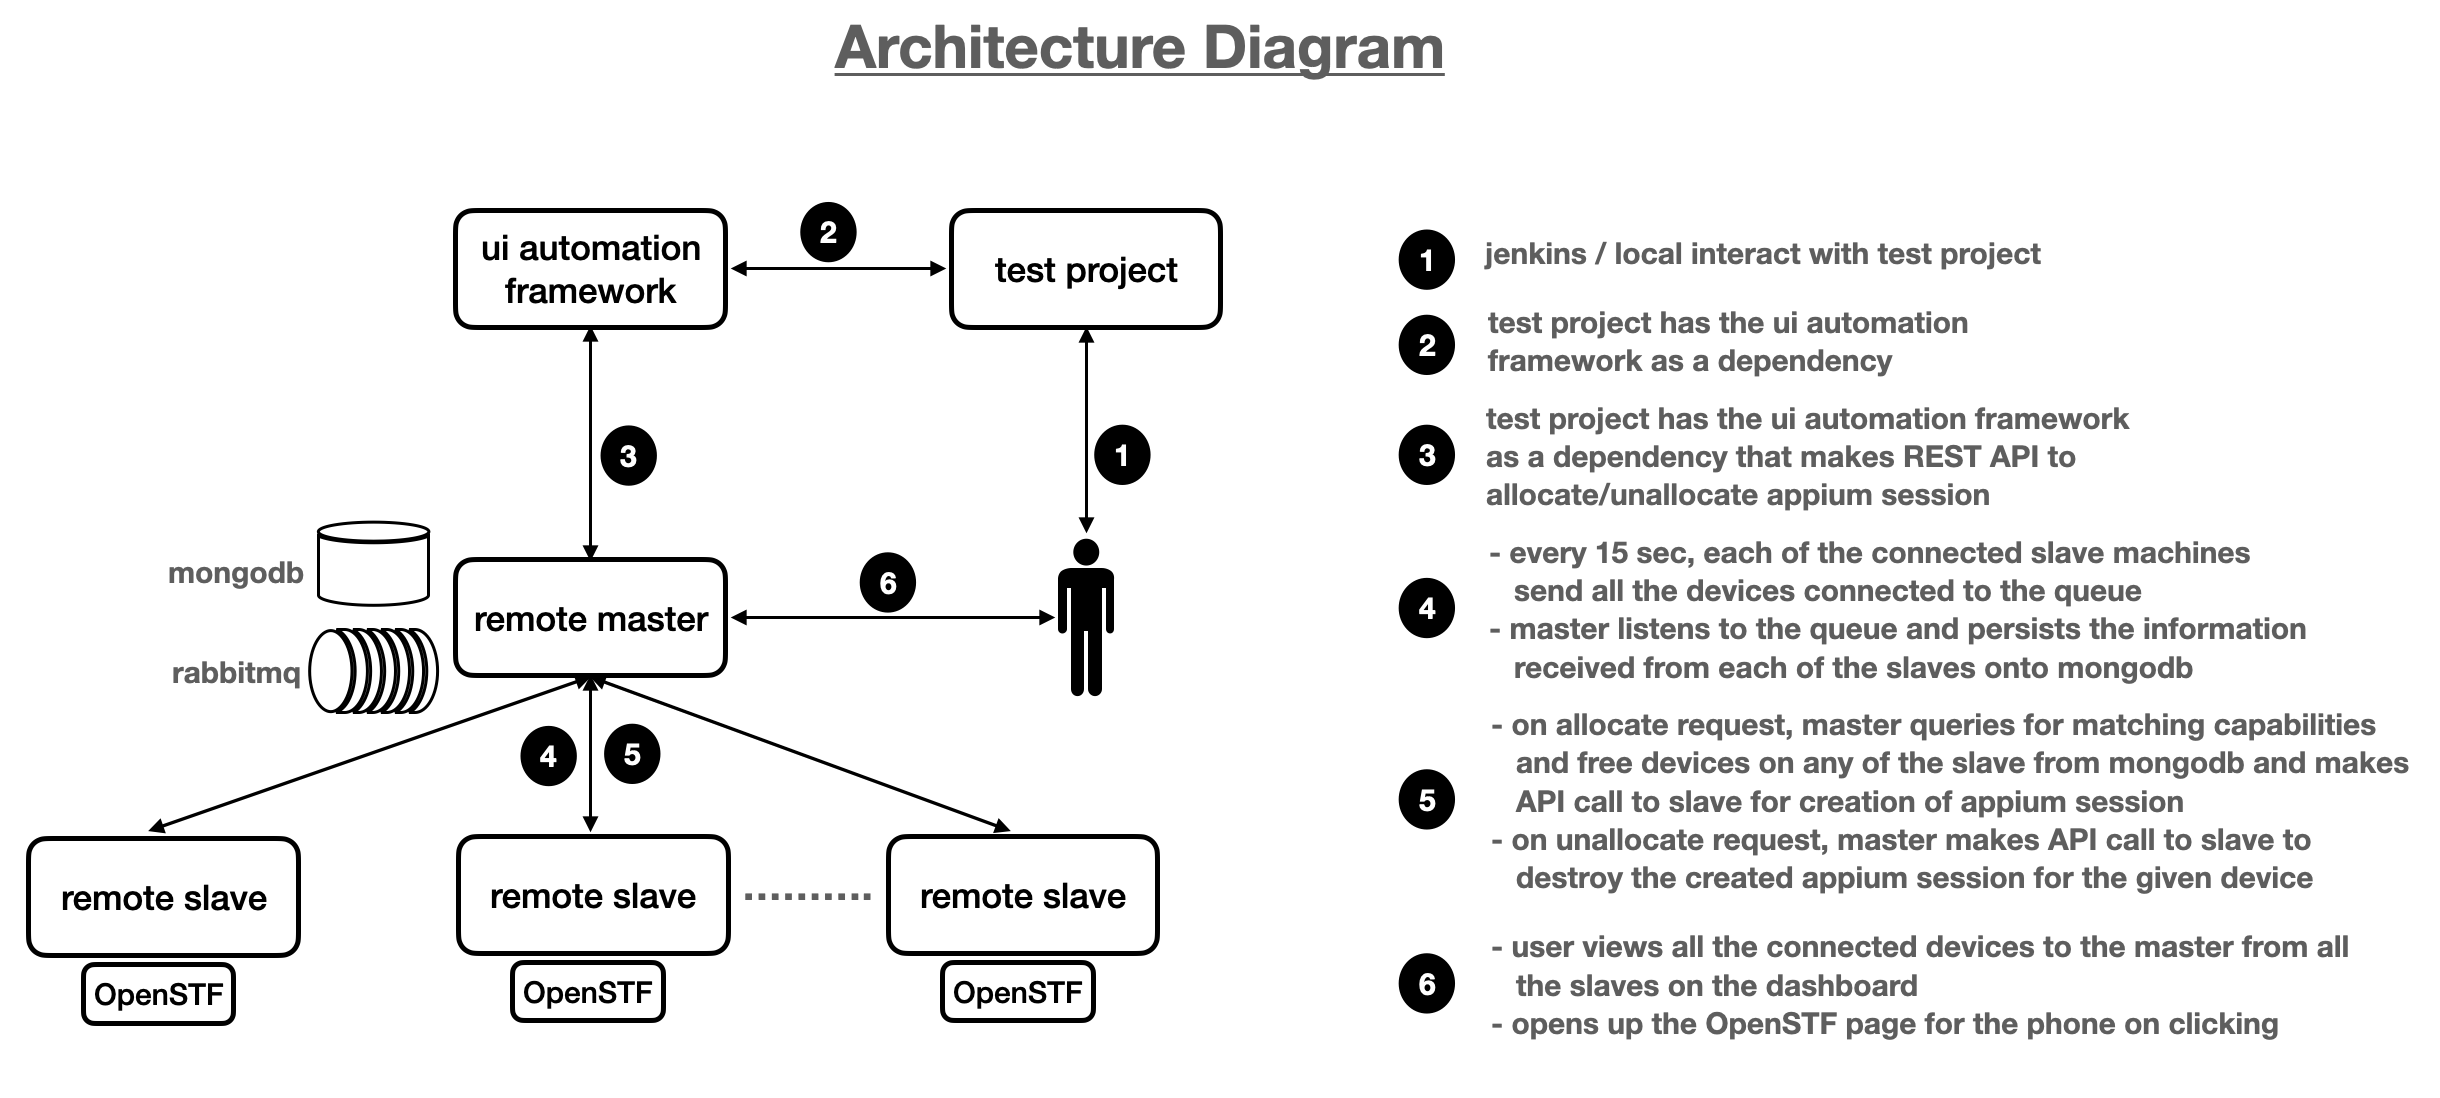 Architecture Diagram
ui automation
framework
2
test project
3
1
mongodb
rabbitmq
remote master
6
4
5
remote slave
remote slave
remote slave
OpenSTF
OpenSTF
OpenSTF
1
jenkins / local interact with test project
2
test project has the ui automation
framework as a dependency
3
test project has the ui automation framework
as a dependency that makes REST API to
allocate/unallocate appium session
4
- every 15 sec, each of the connected slave machines
send all the devices connected to the queue
- master listens to the queue and persists the information
received from each of the slaves onto mongodb
5
- on allocate request, master queries for matching capabilities
and free devices on any of the slave from mongodb and makes
API call to slave for creation of appium session
- on unallocate request, master makes API call to slave to
destroy the created appium session for the given device
6
- user views all the connected devices to the master from all
the slaves on the dashboard
- opens up the OpenSTF page for the phone on clicking